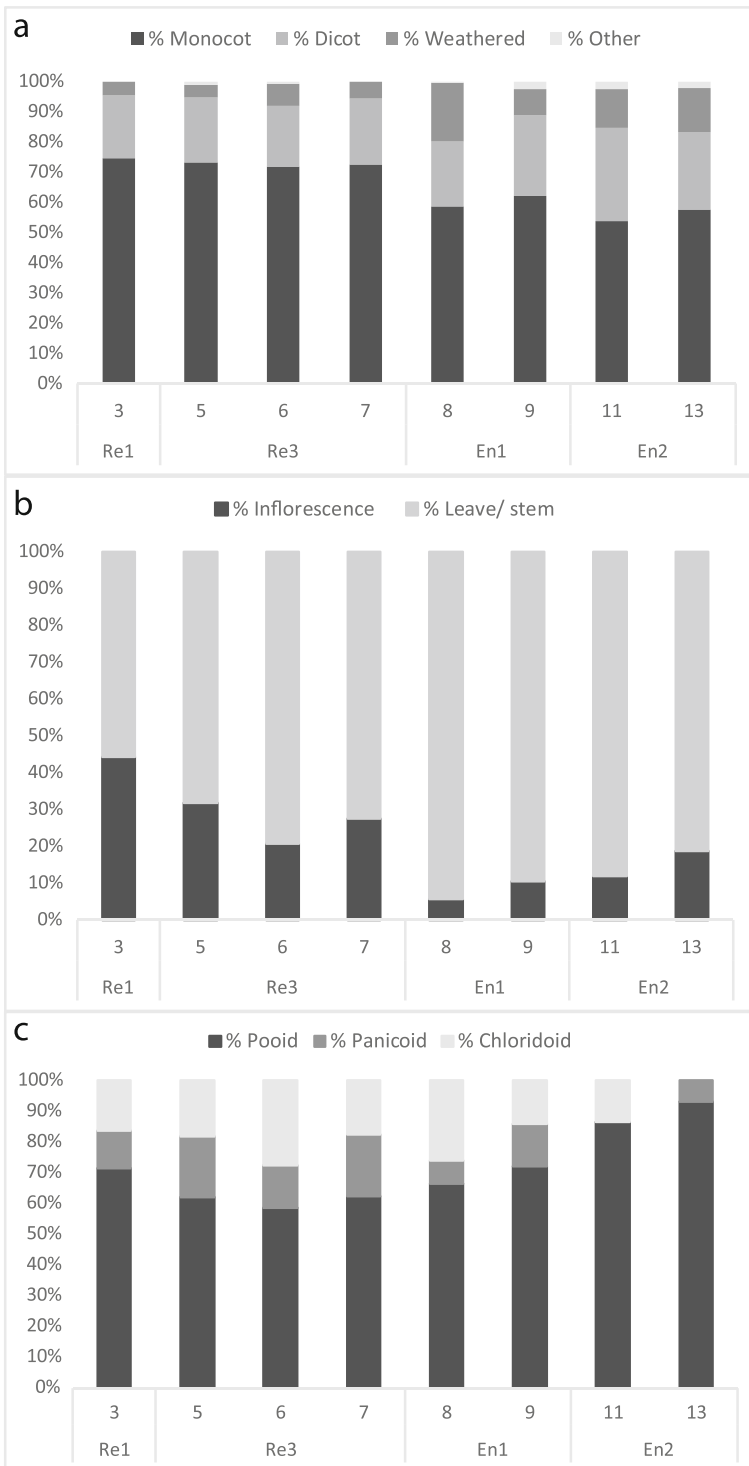 a
% Monocot % Dicot % Weathered % Other
100%
90%
80%
70%
60%
50%
40%
30%
20%
10%
0%
3 5 6 7 8 9 11 13
Re1 Re3 En1 En2
b
% Inflorescence % Leave/ stem
100%
90%
80%
70%
60%
50%
40%
30%
20%
10%
0%
3 5 6 7 8 9 11 13
Re1 Re3 En1 En2
c
% Pooid % Panicoid % Chloridoid
100%
90%
80%
70%
60%
50%
40%
30%
20%
10%
0%
3 5 6 7 8 9 11 13
Re1 Re3 En1 En2